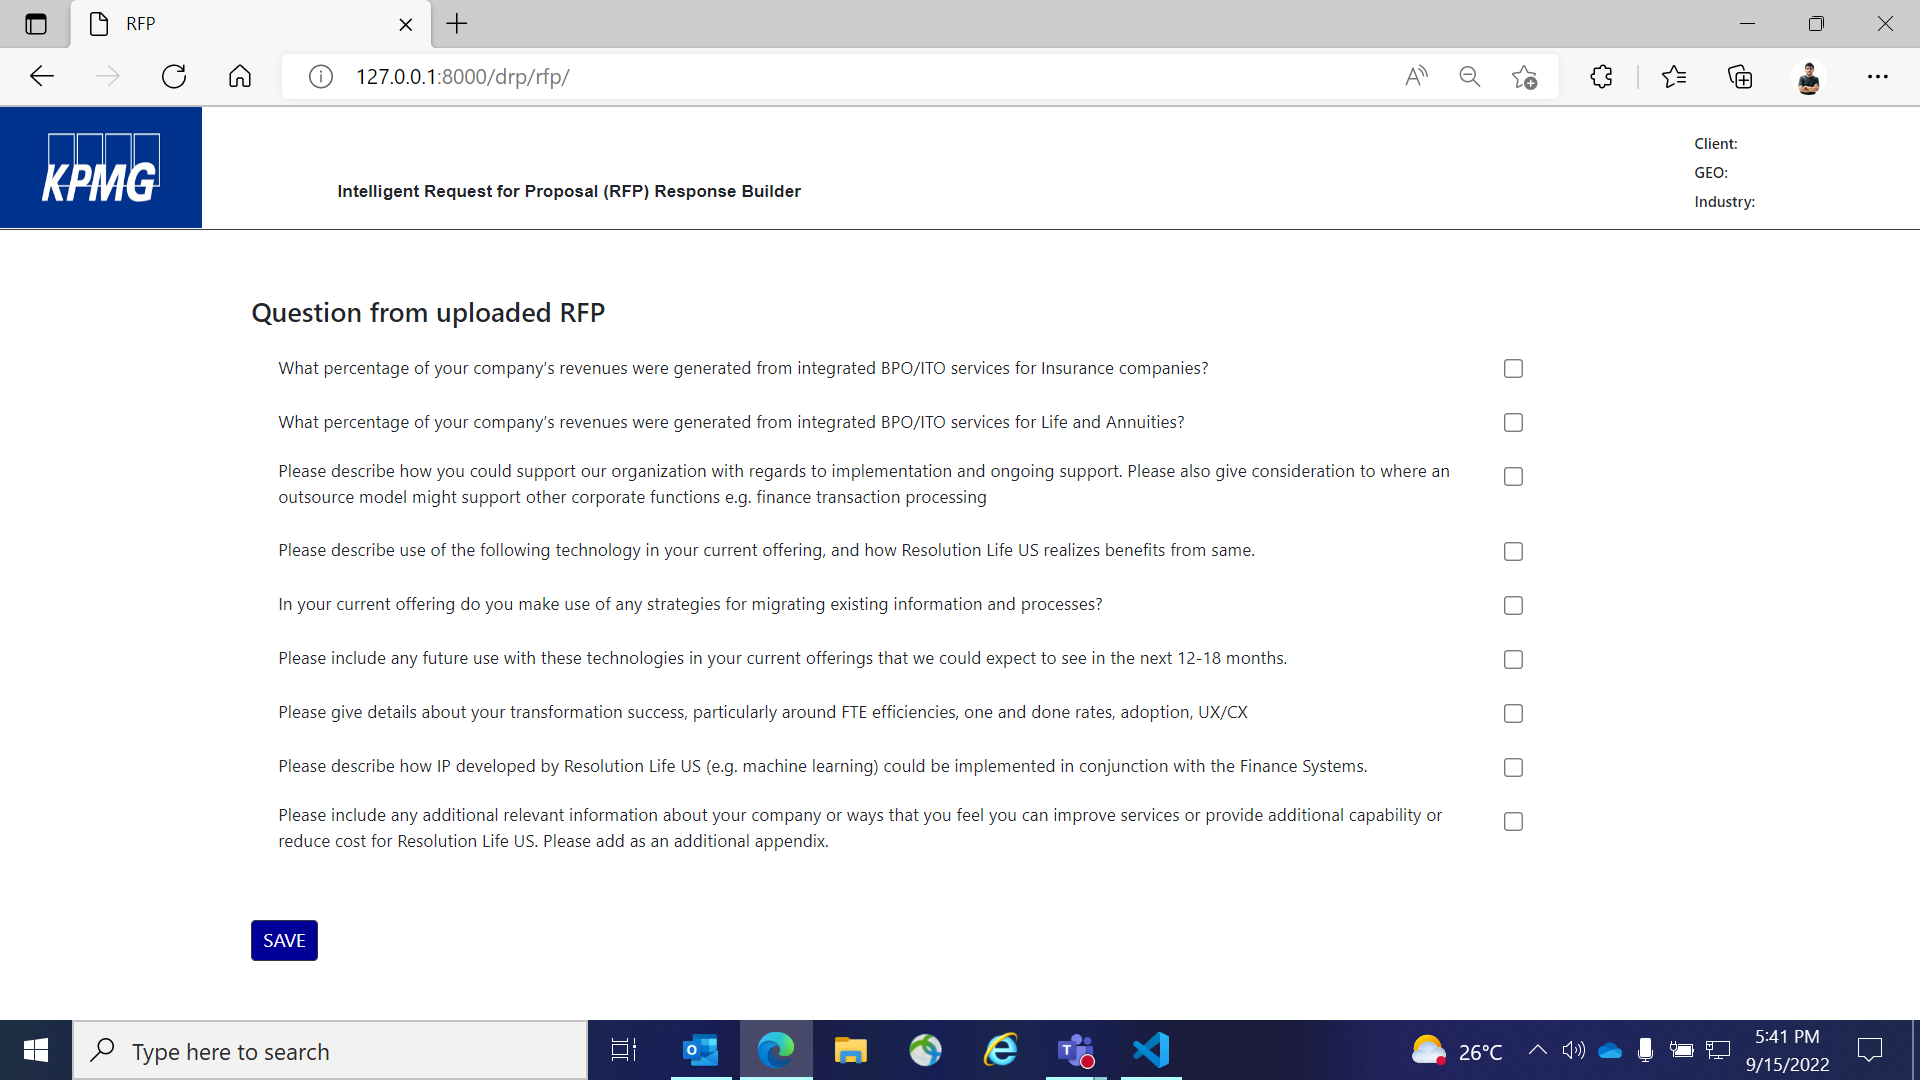 RFP
127.0.0.1:8000/drp/rfp/
KPMG
Intelligent Request for Proposal (RFP) Response Builder
Client:
GEO:
Industry:
Question from uploaded RFP
What percentage of your company’s revenues were generated from integrated BPO/ITO services for Insurance companies?
What percentage of your company’s revenues were generated from integrated BPO/ITO services for Life and Annuities?
Please describe how you could support our organization with regards to implementation and ongoing support. Please also give consideration to where an
outsource model might support other corporate functions e.g. finance transaction processing
Please describe use of the following technology in your current offering, and how Resolution Life US realizes benefits from same.
In your current offering do you make use of any strategies for migrating existing information and processes?
Please include any future use with these technologies in your current offerings that we could expect to see in the next 12-18 months.
Please give details about your transformation success, particularly around FTE efficiencies, one and done rates, adoption, UX/CX
Please describe how IP developed by Resolution Life US (e.g. machine learning) could be implemented in conjunction with the Finance Systems.
Please include any additional relevant information about your company or ways that you feel you can improve services or provide additional capability or
reduce cost for Resolution Life US. Please add as an additional appendix.
SAVE
Type here to search
26°C
5:41 PM
9/15/2022